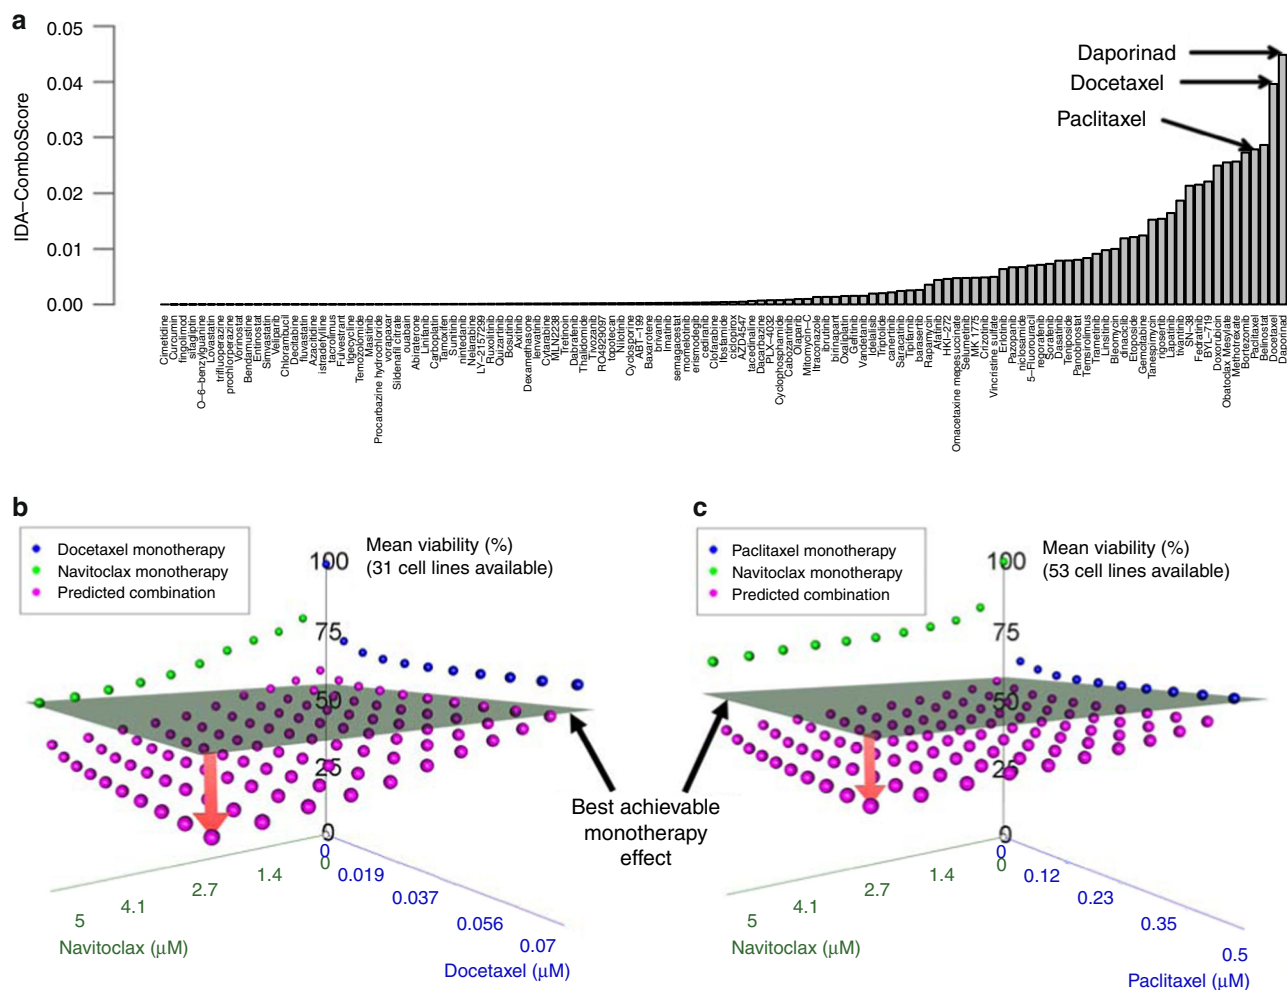 a
0.05
0.04
0.03
0.02
0.01
0.00
IDA–ComboScore
Daporinad
Docetaxel
Paclitaxel
Cimetidine
Curcumin
fingolimod
sitagliptin
O–6–benzylguanine
Lovastatin
trifluoperazine
prochlorperazine
Vorinostat
Bendamustine
Entinostat
Simvastatin
Veliparib
Chlorambucil
Decitabine
fluvastatin
Azacitidine
tacrolimus
Fulvestrant
Temozolomide
Masitinib
Procarbazine hydrochloride
vorapaxar
Sildenafil citrate
ouabain
Abiraterone
Linifanib
Carboplatin
Tamoxifen
Sunitinib
nintedanib
Nelarabine
LY–2157299
Ruxolitinib
Quizartinib
Bosutinib
Axitinib
Dexamethasone
lenvatinib
Cytarabine
MLN2238
Tretinoin
Dabrafenib
Thalidomide
Tivozanib
RO4929097
topotecan
Nilotinib
Cyclosporine
ABT–199
Baxarotene
brivanib
Imatinib
semagacestat
momelotinib
erismodegib
Clofarabine
cediranib
Ifosfamide
ciclopirox
AZD4547
tacedinaline
Dacarbazine
PLX–4032
Cyclophosphamide
Cabozantinib
Olaparib
Mitomycin–C
Itraconazole
Ibrutinib
birinapant
Oxaliplatin
Gefitinib
Vandetanib
Idelalisib
Triptolide
canertinib
Saracatinib
Tipifarnib
barasertib
Rapamycin
Afatinib
HKI–272
Omacetaxine mepesuccinate
Selumetinib
MK 1775
Crizotinib
Vincristine sulfate
Erlotinib
Pazopanib
niclosamide
5–Fluorouracil
regorafenib
Sorafenib
Dasatinib
Teniposide
Panobinostat
Temsirolimus
Trametinib
Linsitinib
Bleomycin
Dinaciclib
Etoposide
Gemcitabine
Tanespimycin
rigosertib
Lapatinib
tivantinib
SN–38
Fedratinib
BYL–719
Doxorubicin
Obatoclax Mesylate
Methotrexate
Bortezomib
Paclitaxel
Belinostat
Docetaxel
Daporinad
b
Docetaxel monotherapy
Navitoclax monotherapy
Predicted combination
Mean viability (%)
(31 cell lines available)
100
75
50
25
0
0
0
1.4
2.7
4.1
5
Navitoclax (µM)
0.019
0.037
0.056
0.07
Docetaxel (µM)
Best achievable
monotherapy
effect
c
Paclitaxel monotherapy
Navitoclax monotherapy
Predicted combination
Mean viability (%)
(53 cell lines available)
100
75
50
25
0
0
0
1.4
2.7
4.1
5
Navitoclax (µM)
0.12
0.23
0.35
0.5
Paclitaxel (µM)